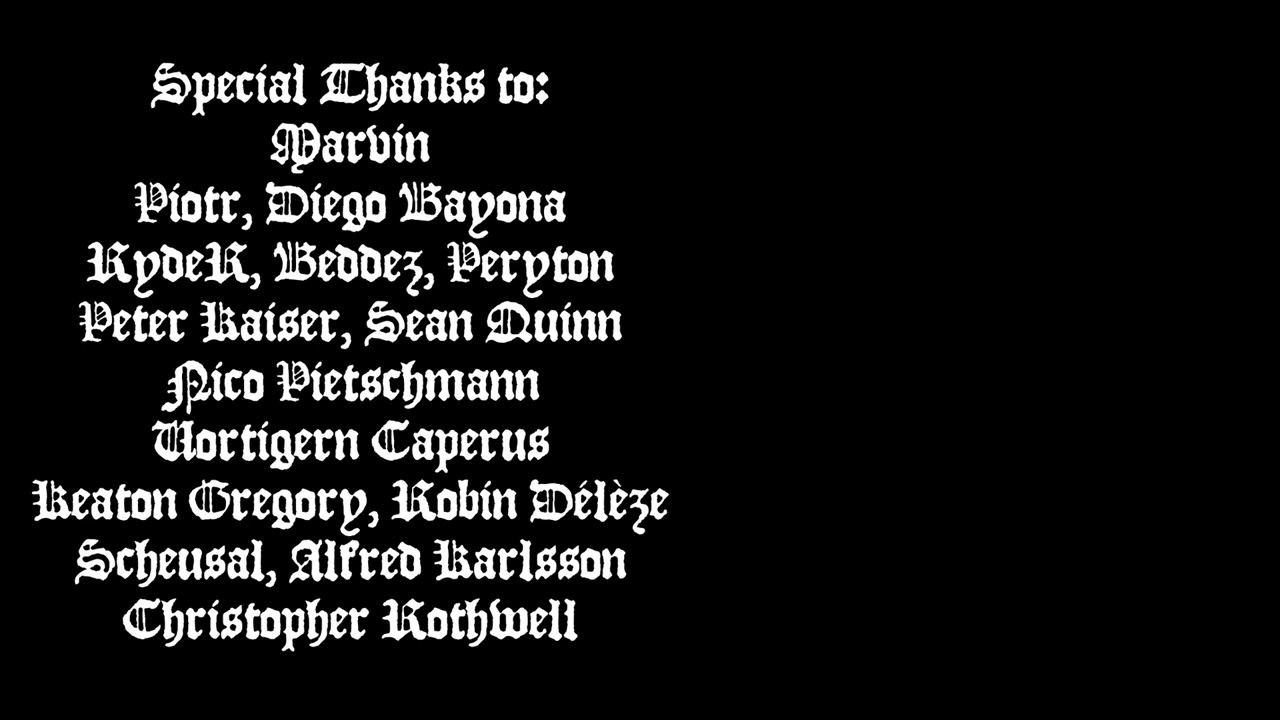 Special Thanks to:
Marvin
Piotr, Diego Bayona
RydeR, Beddez, Peryton
Peter Kaiser, Sean Quinn
Nico Pietschmann
Vortigern Caperus
Keaton Gregory, Robin Délèze
Scheusal, Alfred Karlsson
Christopher Rothwell